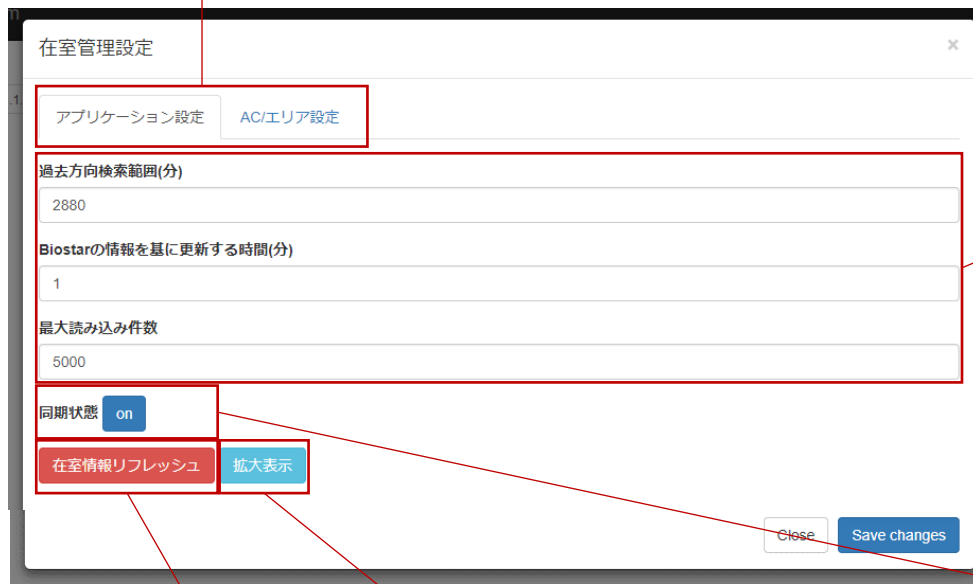 在室管理設定
×
アプリケーション設定 AC/エリア設定
過去方向検索範囲(分)
2880
Biostarの情報を基に更新する時間(分)
1
最大読み込み件数
5000
同期状態 on
在室情報リフレッシュ 拡大表示
Close Save changes